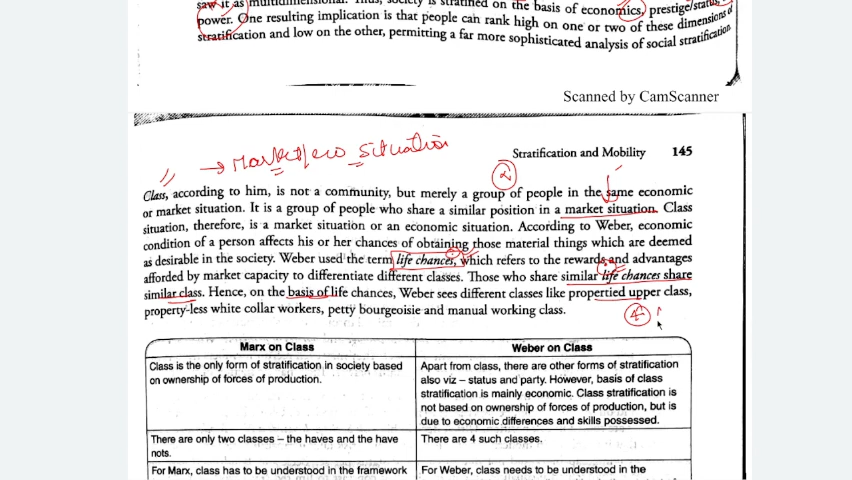 saw it as multidimensional. Thus, society is stratified on the basis of economics, prestige/status,
power. One resulting implication is that people can rank high on one or two of these dimensions of
stratification and low on the other, permitting a far more sophisticated analysis of social stratification
Scanned by CamScanner
→ Market/eco situation
Stratification and Mobility 145
2
Class, according to him, is not a community, but merely a group of people in the same economic
or market situation. It is a group of people who share a similar position in a market situation. Class
situation, therefore, is a market situation or an economic situation. According to Weber, economic
condition of a person affects his or her chances of obtaining those material things which are deemed
as desirable in the society. Weber used the term life chances, which refers to the rewards and advantages
afforded by market capacity to differentiate different classes. Those who share similar life chances share
similar class. Hence, on the basis of life chances, Weber sees different classes like propertied upper class,
property-less white collar workers, petty bourgeoisie and manual working class.
4
Marx on Class Weber on Class
Class is the only form of stratification in society based
on ownership of forces of production.
Apart from class, there are other forms of stratification
also viz – status and party. However, basis of class
stratification is mainly economic. Class stratification is
not based on ownership of forces of production, but is
due to economic differences and skills possessed.
There are only two classes – the haves and the have
nots.
There are 4 such classes.
For Marx, class has to be understood in the framework
For Weber, class needs to be understood in the